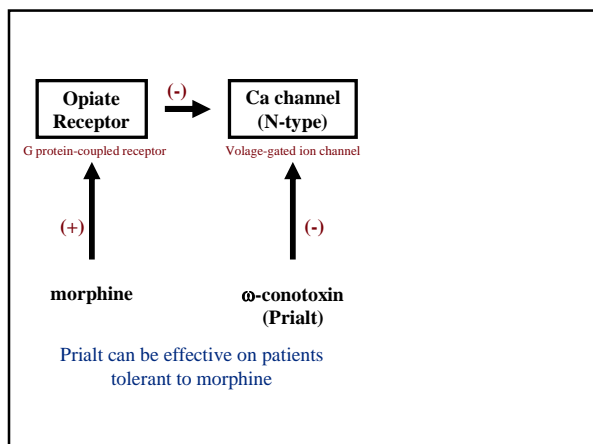 (-)
Opiate
Receptor
Ca channel
(N-type)
G protein-coupled receptor
Volage-gated ion channel
(+)
(-)
morphine
ω-conotoxin
(Prialt)
Prialt can be effective on patients
tolerant to morphine